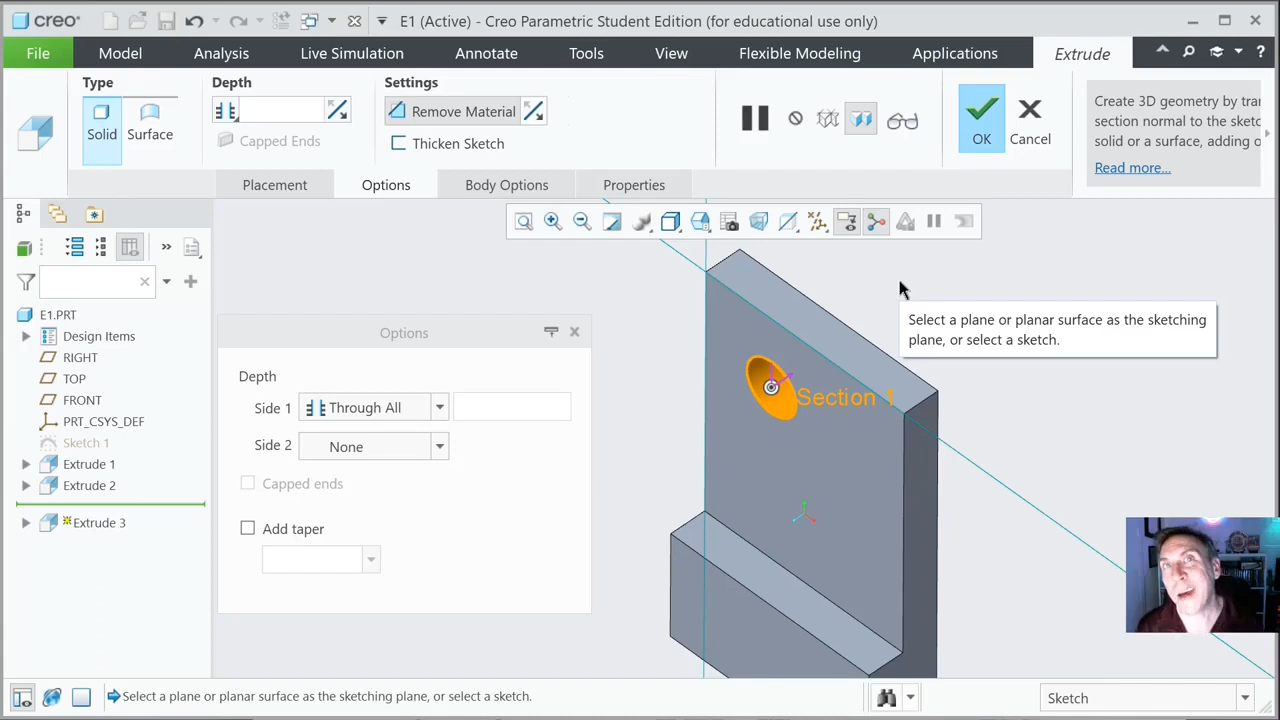 creo®
E1 (Active) - Creo Parametric Student Edition (for educational use only)
File
Model
Analysis
Live Simulation
Annotate
Tools
View
Flexible Modeling
Applications
Extrude
Type
Depth
Settings
Solid
Surface
Capped Ends
Remove Material
Thicken Sketch
OK
Cancel
Create 3D geometry by tra
section normal to the sketc
solid or a surface, adding o
Read more...
Placement
Options
Body Options
Properties
E1.PRT
Design Items
RIGHT
TOP
FRONT
PRT_CSYS_DEF
Sketch 1
Extrude 1
Extrude 2
Extrude 3
Options
Depth
Side 1
Through All
Side 2
None
Capped ends
Add taper
Section 1
Select a plane or planar surface as the sketching
plane, or select a sketch.
Select a plane or planar surface as the sketching plane, or select a sketch.
Sketch